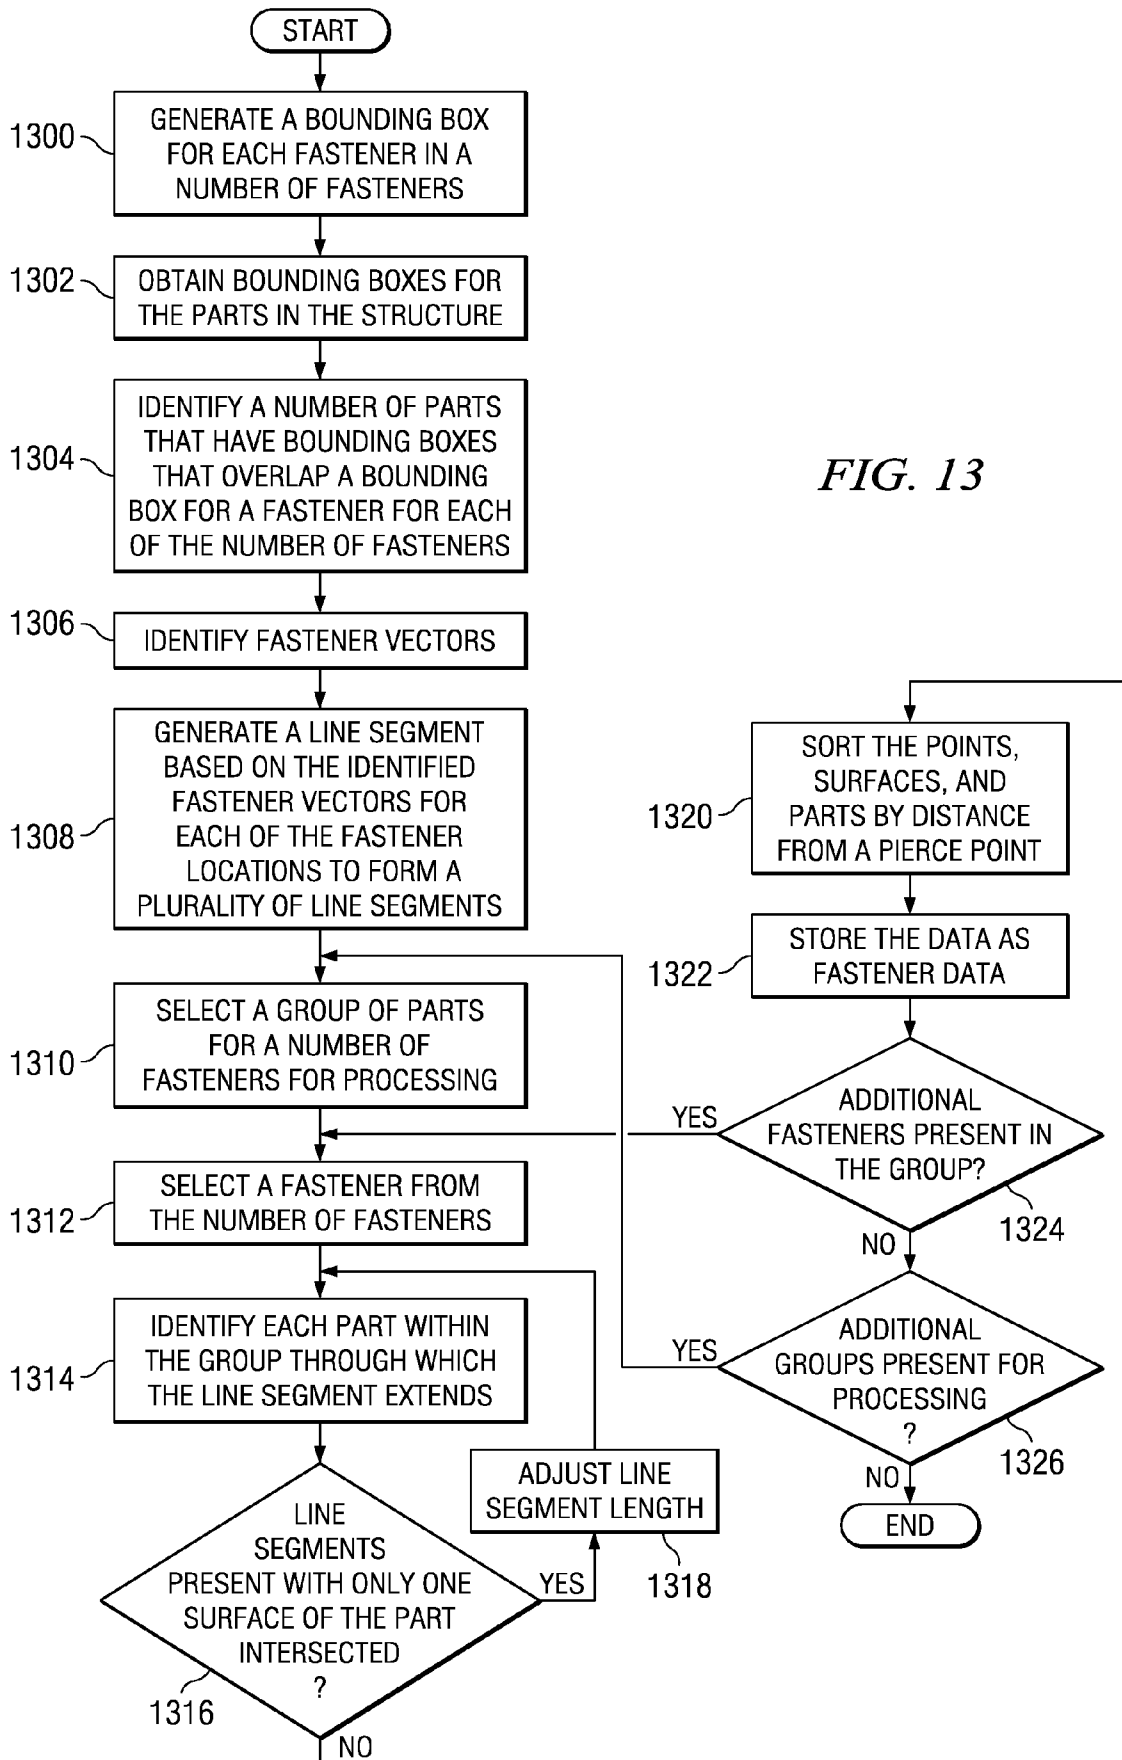 START
1300
GENERATE A BOUNDING BOX
FOR EACH FASTENER IN A
NUMBER OF FASTENERS
1302
OBTAIN BOUNDING BOXES FOR
THE PARTS IN THE STRUCTURE
1304
IDENTIFY A NUMBER OF PARTS
THAT HAVE BOUNDING BOXES
THAT OVERLAP A BOUNDING
BOX FOR A FASTENER FOR EACH
OF THE NUMBER OF FASTENERS
FIG. 13
1306
IDENTIFY FASTENER VECTORS
1308
GENERATE A LINE SEGMENT
BASED ON THE IDENTIFIED
FASTENER VECTORS FOR
EACH OF THE FASTENER
LOCATIONS TO FORM A
PLURALITY OF LINE SEGMENTS
1310
SELECT A GROUP OF PARTS
FOR A NUMBER OF
FASTENERS FOR PROCESSING
1312
SELECT A FASTENER FROM
THE NUMBER OF FASTENERS
1314
IDENTIFY EACH PART WITHIN
THE GROUP THROUGH WHICH
THE LINE SEGMENT EXTENDS
LINE
SEGMENTS
PRESENT WITH ONLY ONE
SURFACE OF THE PART
INTERSECTED
?
1316
YES
NO
ADJUST LINE
SEGMENT LENGTH
1318
1320
SORT THE POINTS,
SURFACES, AND
PARTS BY DISTANCE
FROM A PIERCE POINT
1322
STORE THE DATA AS
FASTENER DATA
YES
ADDITIONAL
FASTENERS PRESENT IN
THE GROUP?
1324
NO
YES
ADDITIONAL
GROUPS PRESENT FOR
PROCESSING
?
1326
NO
END